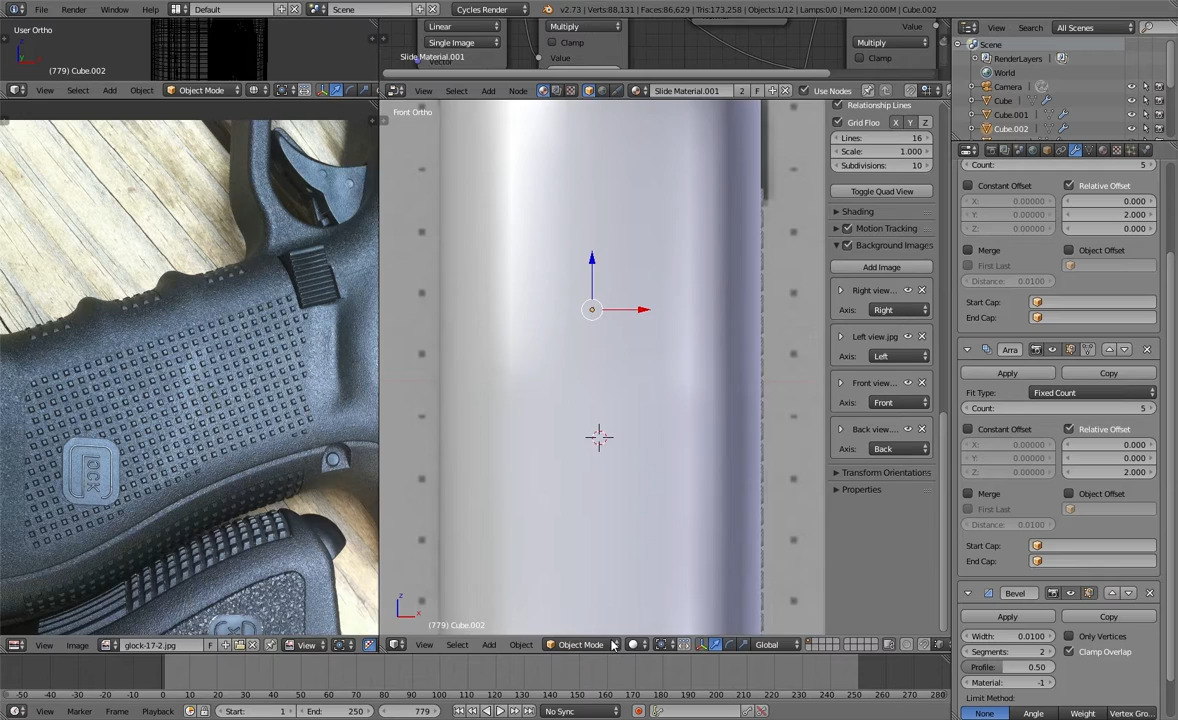 File Render Window Help Default Scene Cycles Render v2.73 | Verts:88,131 | Faces:86,629 | Tris:173,258 | Objects:1/12 | Lamps:0/0 | Mem:120.00M | Cube.002
User Ortho
(779) Cube.002
View Select Add Object Object Mode
Linear
Single Image
Slide Material.001
Multiply
Clamp
Value
Value
Multiply
Clamp
View Select Add Node Slide Material.001 2 F Use Nodes
View Search All Scenes
Scene
RenderLayers
World
Camera
Cube
Cube.001
Cube.002
GLOCK
View Image glock-17-2.jpg F View
Front Ortho
(779) Cube.002
View Select Add Object Object Mode Global
Relationship Lines
Grid Floo X Y Z
Lines: 16
Scale: 1.000
Subdivisions: 10
Toggle Quad View
Shading
Motion Tracking
Background Images
Add Image
Right view...
Axis: Right
Left view.jpg
Axis: Left
Front view...
Axis: Front
Back view....
Axis: Back
Transform Orientations
Properties
Count: 5
Constant Offset Relative Offset
X: 0.00000 0.000
Y: 0.00000 2.000
Z: 0.00000 0.000
Merge Object Offset
First Last
Distance: 0.0100
Start Cap:
End Cap:
Arra
Apply Copy
Fit Type: Fixed Count
Count: 5
Constant Offset Relative Offset
X: 0.00000 0.000
Y: 0.00000 0.000
Z: 0.00000 2.000
Merge Object Offset
First Last
Distance: 0.0100
Start Cap:
End Cap:
Bevel
Apply Copy
Width: 0.0100 Only Vertices
Segments: 2 Clamp Overlap
Profile: 0.50
Material: -1
Limit Method:
None Angle Weight Vertex Gro...
-50 -40 -30 -20 -10 0 10 20 30 40 50 60 70 80 90 100 110 120 130 140 150 160 170 180 190 200 210 220 230 240 250 260 270 280
View Marker Frame Playback Start: 1 End: 250 779 No Sync